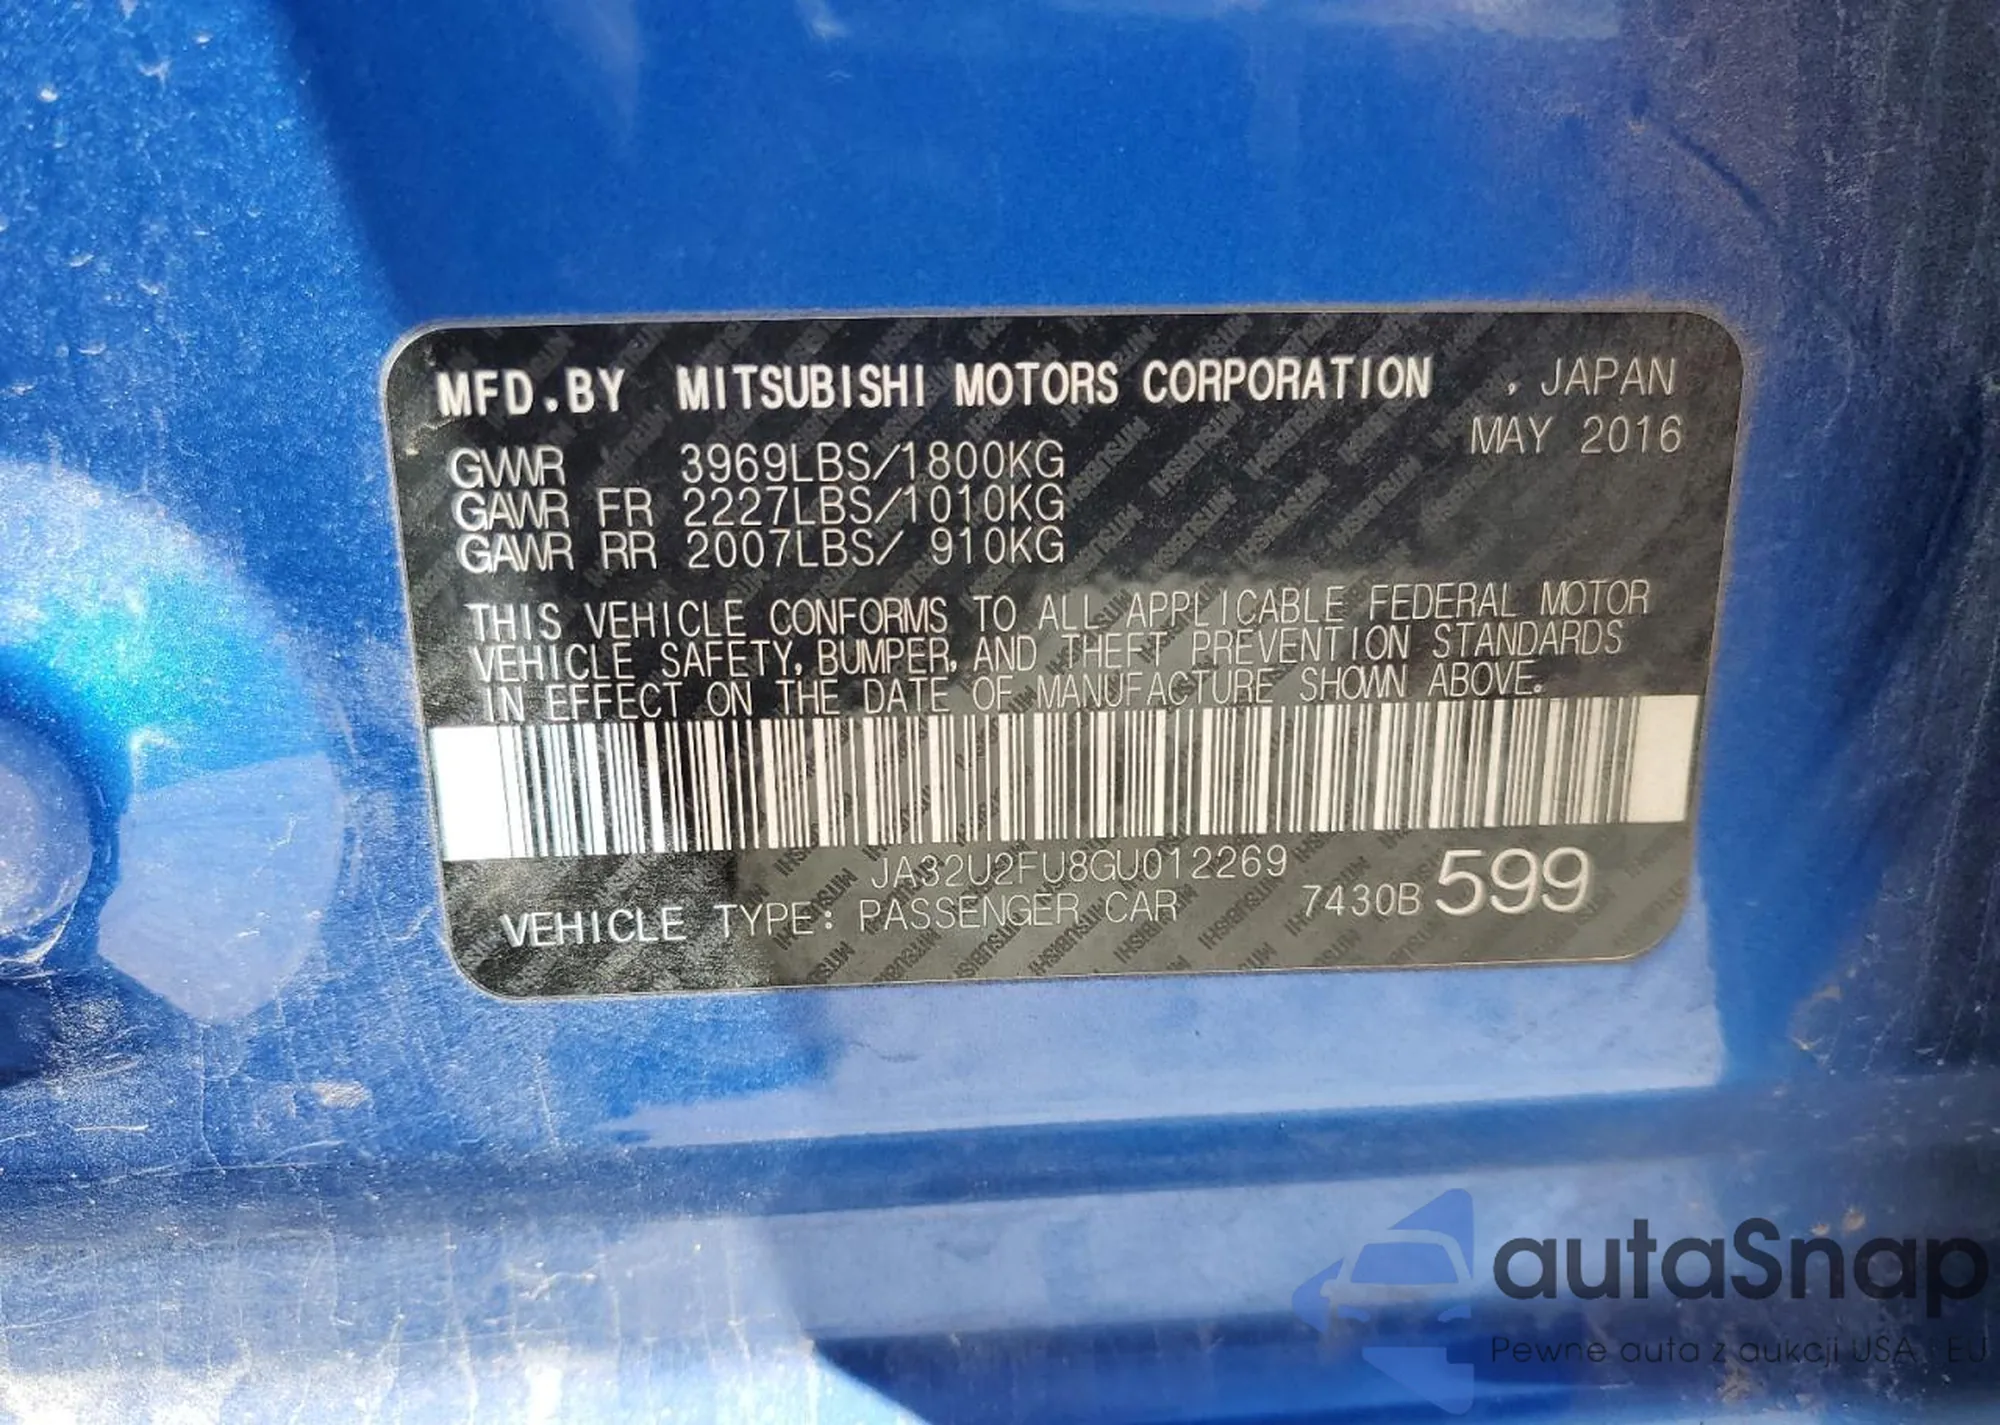 MFD.BY MITSUBISHI MOTORS CORPORATION , JAPAN
MAY 2016
GVWR 3969LBS/1800KG
GAWR FR 2227LBS/1010KG
GAWR RR 2007LBS/ 910KG
THIS VEHICLE CONFORMS TO ALL APPLICABLE FEDERAL MOTOR
VEHICLE SAFETY, BUMPER, AND THEFT PREVENTION STANDARDS
IN EFFECT ON THE DATE OF MANUFACTURE SHOWN ABOVE.
JA32U2FU8GU012269
VEHICLE TYPE: PASSENGER CAR 7430B 599
autaSnap
Pewne auta z aukcji USA i EU